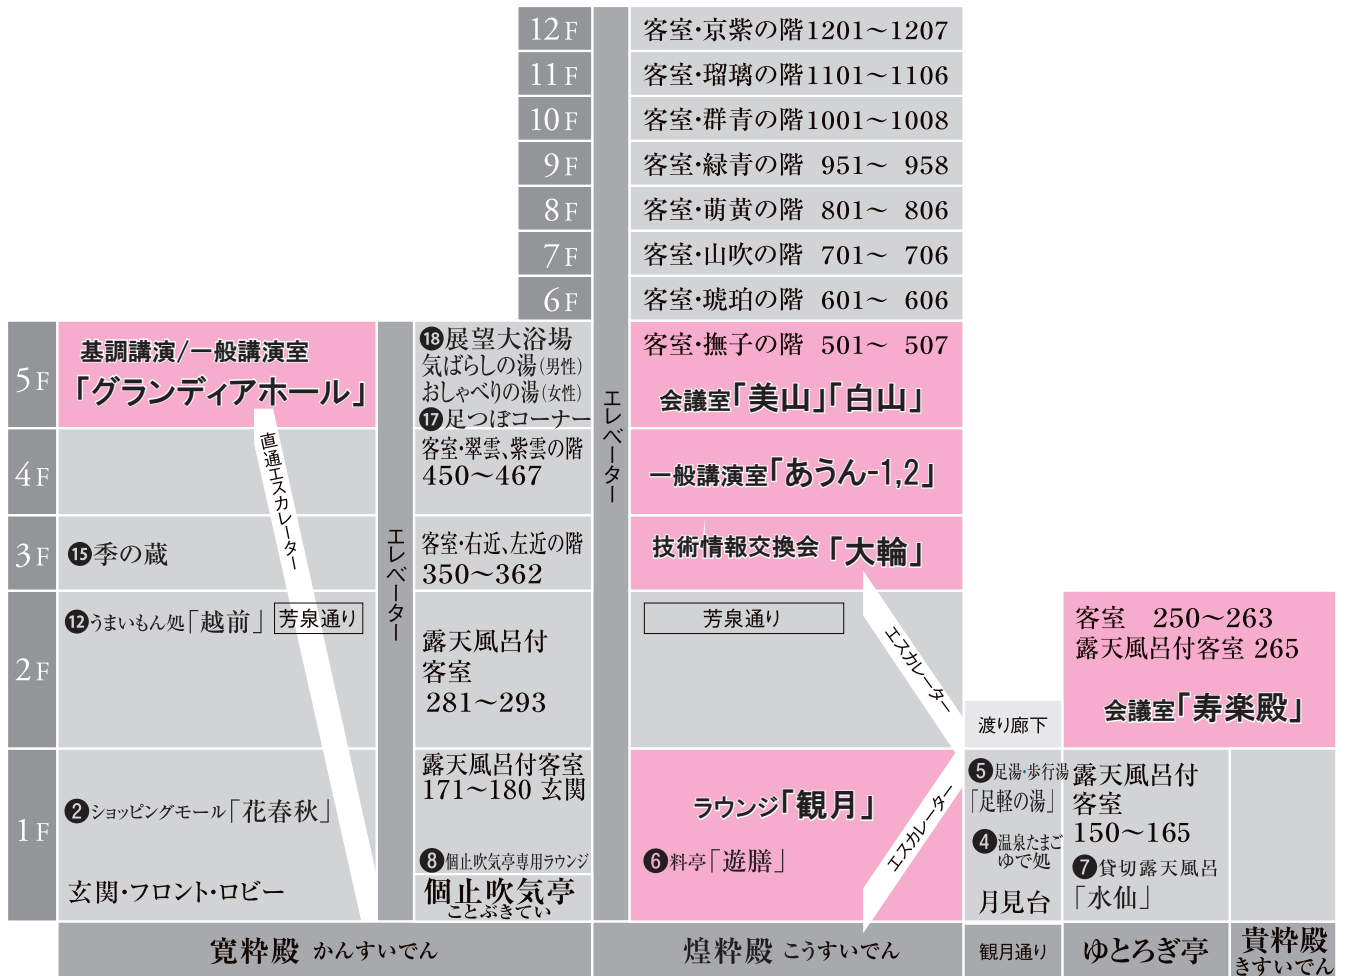 12F
客室・京紫の階1201～1207
11F
客室・瑠璃の階1101～1106
10F
客室・群青の階1001～1008
9F
客室・緑青の階 951～ 958
8F
客室・萌黄の階 801～ 806
7F
客室・山吹の階 701～ 706
6F
客室・琥珀の階 601～ 606
5F
基調講演/一般講演室
「グランディアホール」
⓲展望大浴場
気ばらしの湯(男性)
おしゃべりの湯(女性)
⓱足つぼコーナー
客室・撫子の階 501～ 507
会議室「美山」「白山」
エレベーター
直通エスカレーター
4F
客室・翠雲、紫雲の階
450～467
一般講演室「あうん-1,2」
エレベーター
3F
⓯季の蔵
客室・右近、左近の階
350～362
技術情報交換会「大輪」
2F
⓬うまいもん処「越前」
芳泉通り
露天風呂付
客室
281～293
芳泉通り
エスカレーター
客室 250～263
露天風呂付客室 265
会議室「寿楽殿」
渡り廊下
1F
❷ショッピングモール「花春秋」
玄関・フロント・ロビー
露天風呂付客室
171～180 玄関
❽個止吹気亭専用ラウンジ
個止吹気亭
ことぶきてい
ラウンジ「観月」
❻料亭「遊膳」
エスカレーター
❺足湯・歩行湯
「足軽の湯」
❹温泉たまご
ゆで処
月見台
露天風呂付
客室
150～165
❼貸切露天風呂
「水仙」
寛粋殿 かんすいでん
煌粋殿 こうすいでん
観月通り
ゆとろぎ亭
貴粋殿
きすいでん